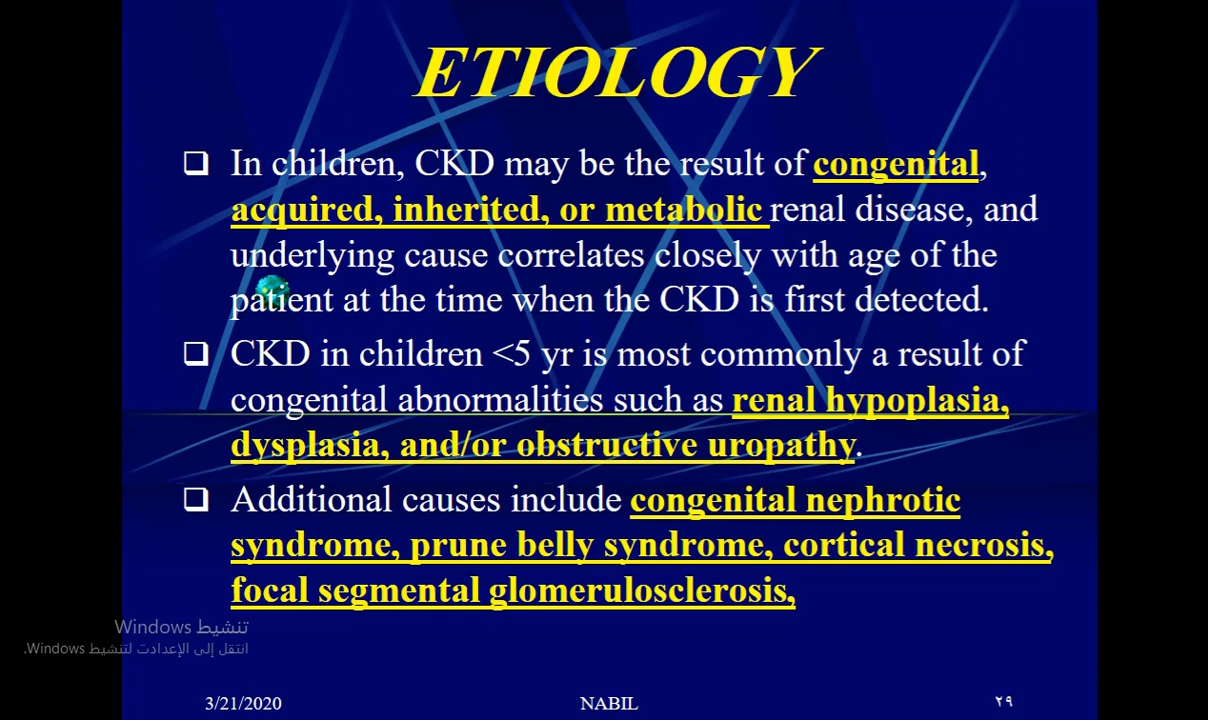 ETIOLOGY
❑ In children, CKD may be the result of congenital,
acquired, inherited, or metabolic renal disease, and
underlying cause correlates closely with age of the
patient at the time when the CKD is first detected.
❑ CKD in children <5 yr is most commonly a result of
congenital abnormalities such as renal hypoplasia,
dysplasia, and/or obstructive uropathy.
❑ Additional causes include congenital nephrotic
syndrome, prune belly syndrome, cortical necrosis,
focal segmental glomerulosclerosis,
تنشيط Windows
انتقل إلى الإعدادت لتنشيط Windows.
3/21/2020 NABIL ٢٩